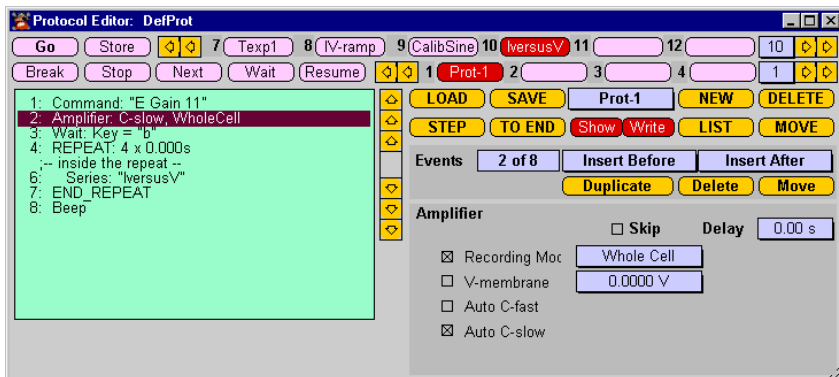 Protocol Editor: DefProt
Go Store 7 Texp1 8 IV-ramp 9 CalibSine 10 IversusV 11 12 10
Break Stop Next Wait Resume 1 Prot-1 2 3 4 1
1: Command: "E Gain 11"
2: Amplifier: C-slow, WholeCell
3: Wait: Key = "b"
4: REPEAT: 4 x 0.000s
;-- inside the repeat --
6: Series: "IversusV"
7: END_REPEAT
8: Beep
LOAD SAVE Prot-1 NEW DELETE
STEP TO END Show Write LIST MOVE
Events 2 of 8 Insert Before Insert After
Duplicate Delete Move
Amplifier
Skip Delay 0.00 s
Recording Moc Whole Cell
V-membrane 0.0000 V
Auto C-fast
Auto C-slow